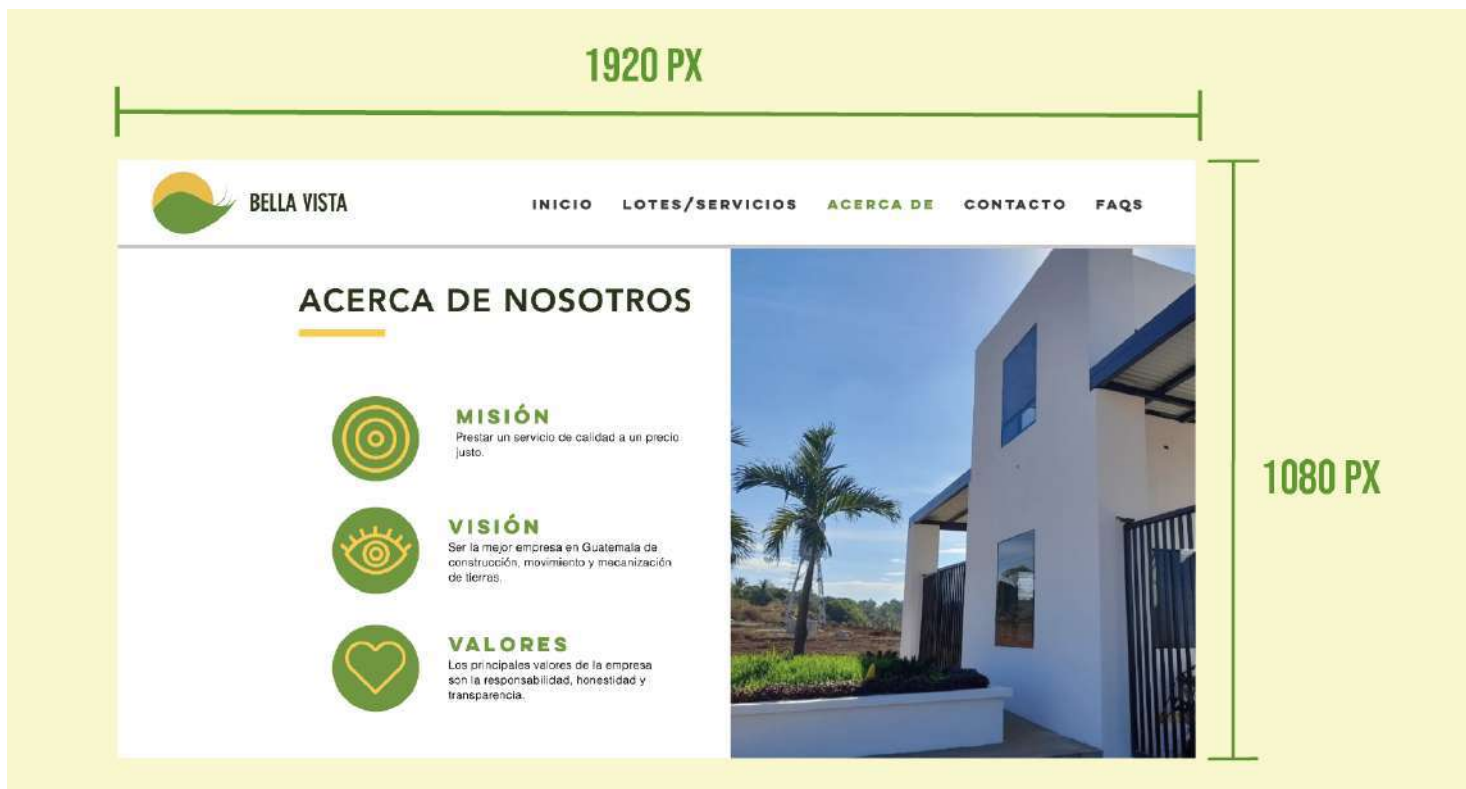 1920 PX
BELLA VISTA
INICIO LOTES/SERVICIOS ACERCA DE CONTACTO FAQS
ACERCA DE NOSOTROS
MISIÓN
Prestar un servicio de calidad a un precio
justo.
VISIÓN
Ser la mejor empresa en Guatemala de
construcción, movimiento y mecanización
de tierras.
VALORES
Los principales valores de la empresa
son la responsabilidad, honestidad y
transparencia.
1080 PX